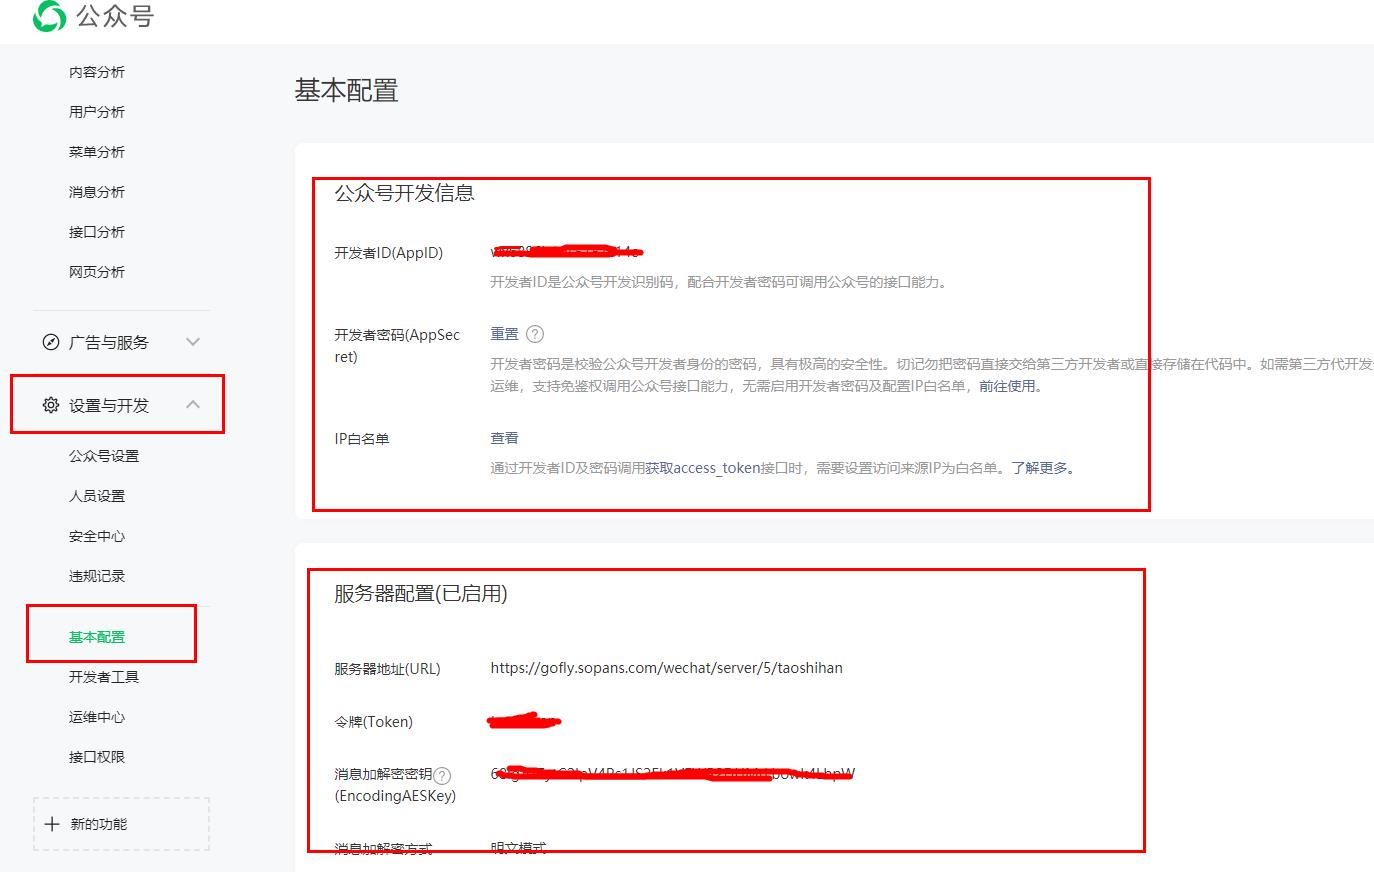 公众号
内容分析
用户分析
菜单分析
消息分析
接口分析
网页分析
广告与服务
设置与开发
公众号设置
人员设置
安全中心
违规记录
基本配置
开发者工具
运维中心
接口权限
新的功能
基本配置
公众号开发信息
开发者ID(AppID)
开发者ID是公众号开发识别码，配合开发者密码可调用公众号的接口能力。
开发者密码(AppSec
ret)
重置 ?
开发者密码是校验公众号开发者身份的密码，具有极高的安全性。切记勿把密码直接交给第三方开发者或直接存储在代码中。如需第三方代开发
运维，支持免鉴权调用公众号接口能力，无需启用开发者密码及配置IP白名单，前往使用。
IP白名单
查看
通过开发者ID及密码调用获取access_token接口时，需要设置访问来源IP为白名单。了解更多。
服务器配置(已启用)
服务器地址(URL)
https://gofly.sopans.com/wechat/server/5/taoshihan
令牌(Token)
消息加解密密钥 ?
(EncodingAESKey)
消息加解密方式
明文模式